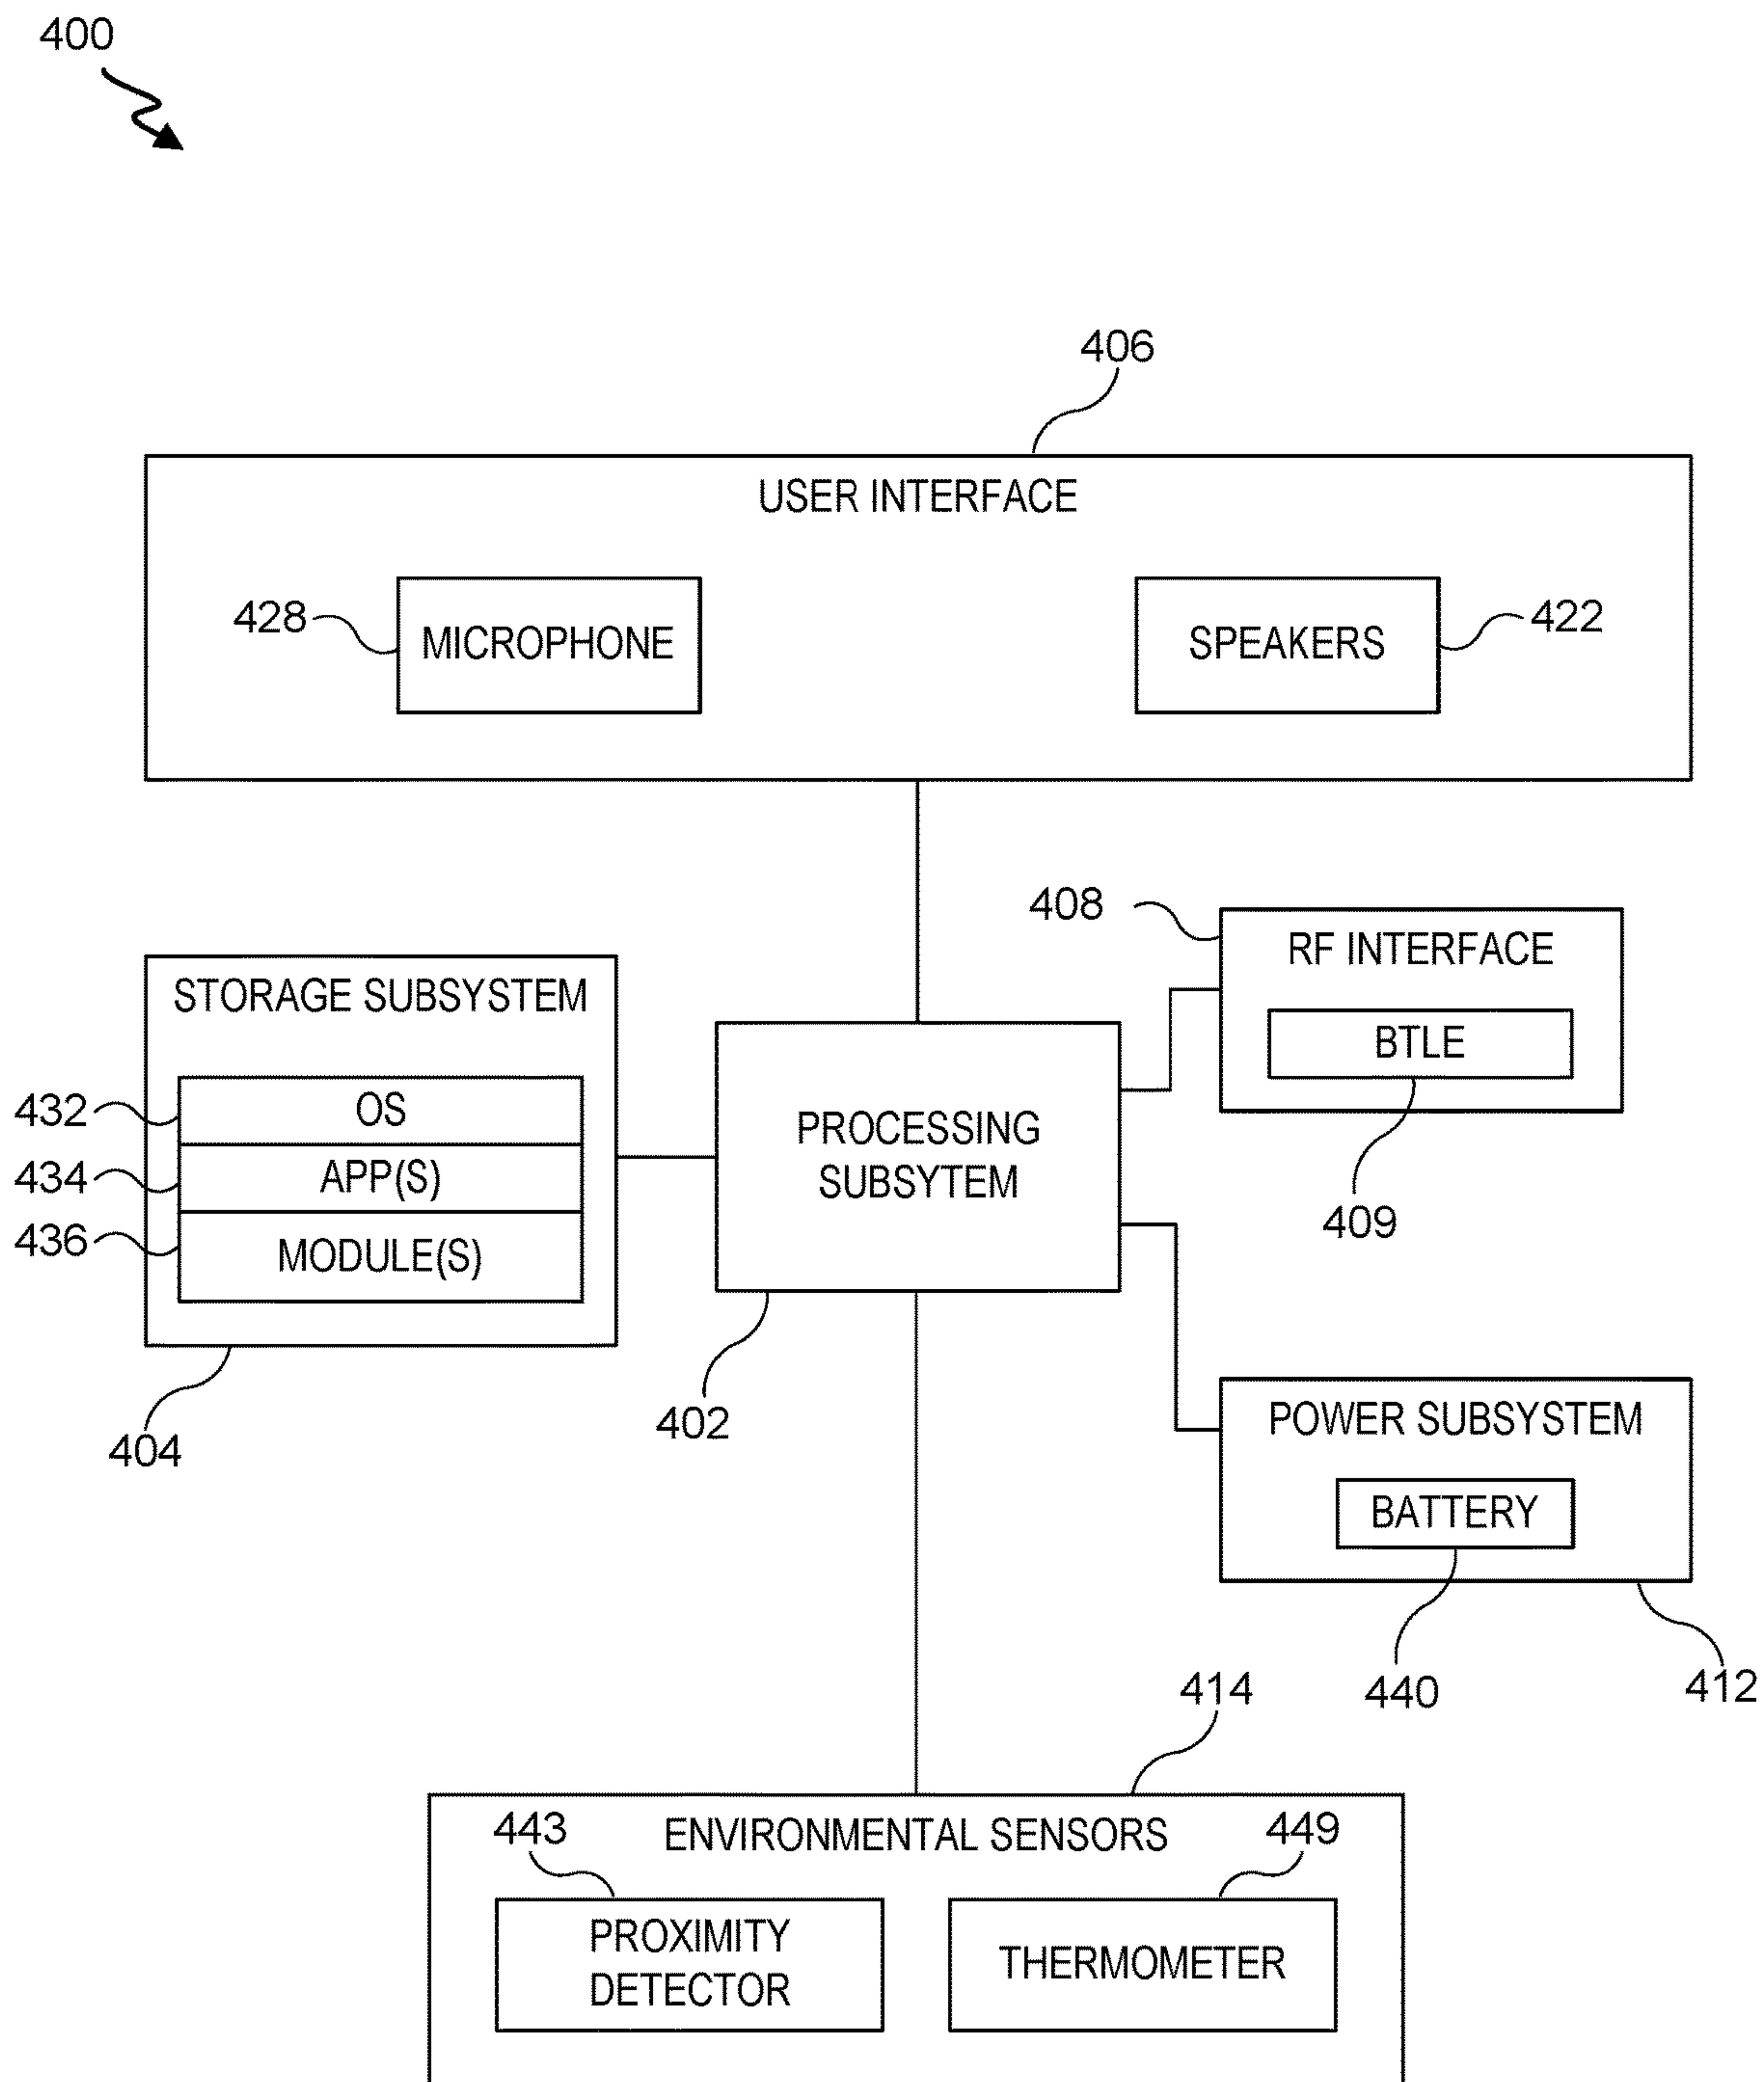 400
406
USER INTERFACE
428
MICROPHONE
SPEAKERS
422
408
RF INTERFACE
BTLE
409
STORAGE SUBSYSTEM
432
OS
434
APP(S)
436
MODULE(S)
404
PROCESSING
SUBSYTEM
402
POWER SUBSYSTEM
BATTERY
440
412
414
ENVIRONMENTAL SENSORS
443
449
PROXIMITY
DETECTOR
THERMOMETER